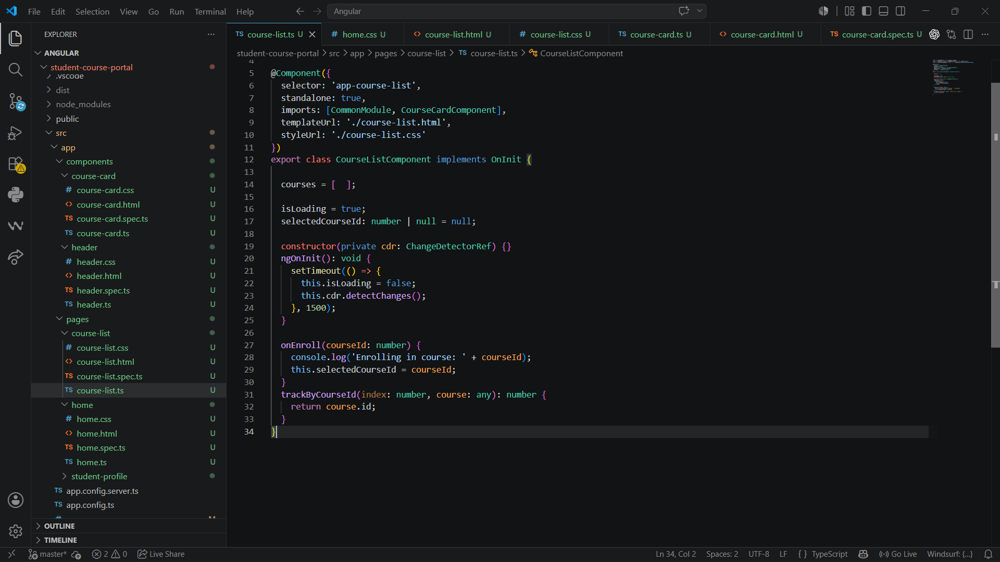 File Edit Selection View Go Run Terminal Help
Angular
EXPLORER
ANGULAR
student-course-portal
.vscode
dist
node_modules
public
src
app
components
course-card
# course-card.css U
<> course-card.html U
TS course-card.spec.ts U
TS course-card.ts U
header
# header.css U
<> header.html U
TS header.spec.ts U
TS header.ts U
pages
course-list
# course-list.css U
<> course-list.html U
TS course-list.spec.ts U
TS course-list.ts U
home
# home.css U
<> home.html U
TS home.spec.ts U
TS home.ts U
student-profile
TS app.config.server.ts
TS app.config.ts
OUTLINE
TIMELINE
TS course-list.ts U
# home.css U
<> course-list.html U
# course-list.css U
TS course-card.ts U
<> course-card.html U
TS course-card.spec.ts U
student-course-portal > src > app > pages > course-list > TS course-list.ts > CourseListComponent
4
5 @Component({
6 selector: 'app-course-list',
7 standalone: true,
8 imports: [CommonModule, CourseCardComponent],
9 templateUrl: './course-list.html',
10 styleUrl: './course-list.css'
11 })
12 export class CourseListComponent implements OnInit {
13
14 courses = [  ];
15
16 isLoading = true;
17 selectedCourseId: number | null = null;
18
19 constructor(private cdr: ChangeDetectorRef) {}
20 ngOnInit(): void {
21 setTimeout(() => {
22 this.isLoading = false;
23 this.cdr.detectChanges();
24 }, 1500);
25 }
26
27 onEnroll(courseId: number) {
28 console.log('Enrolling in course: ' + courseId);
29 this.selectedCourseId = courseId;
30 }
31 trackByCourseId(index: number, course: any): number {
32 return course.id;
33 }
34 }
master* 2 0 Live Share
Ln 34, Col 2 Spaces: 2 UTF-8 LF { } TypeScript Go Live Windsurf: {...}